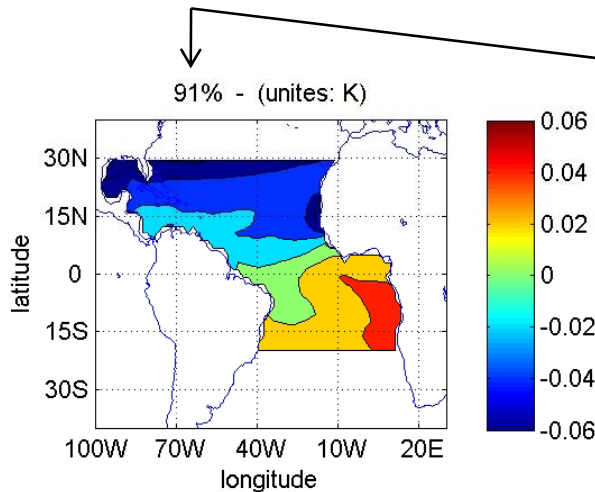 91% - (unites: K)
30N
15N
0
15S
30S
latitude
100W 70W 40W 10W 20E
longitude
0.06
0.04
0.02
0
-0.02
-0.04
-0.06